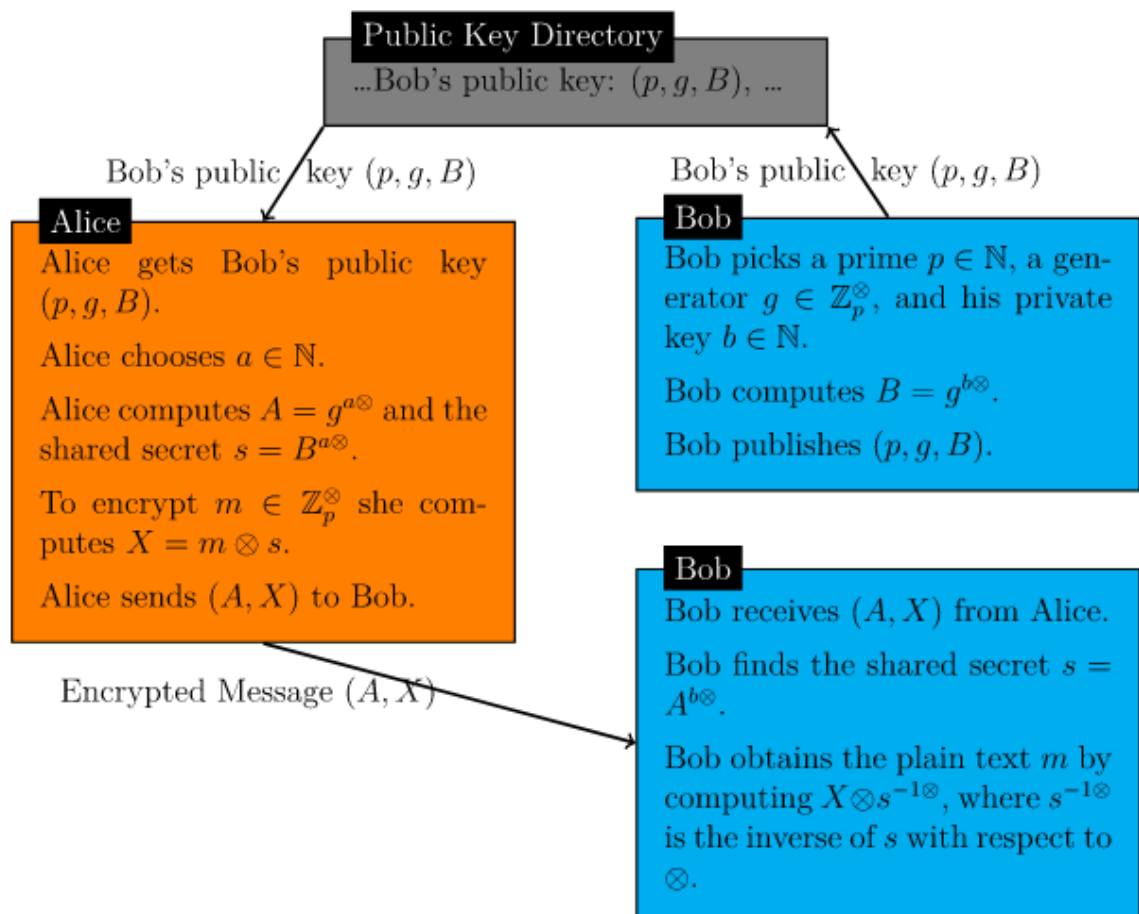 Public Key Directory
...Bob's public key: (p, g, B), ...
Bob's public key (p, g, B)
Bob's public key (p, g, B)
Alice
Alice gets Bob's public key
(p, g, B).
Alice chooses a ∈ ℕ.
Alice computes A = g^{a⊗} and the
shared secret s = B^{a⊗}.
To encrypt m ∈ ℤ_p^⊗ she com-
putes X = m ⊗ s.
Alice sends (A, X) to Bob.
Bob
Bob picks a prime p ∈ ℕ, a gen-
erator g ∈ ℤ_p^⊗, and his private
key b ∈ ℕ.
Bob computes B = g^{b⊗}.
Bob publishes (p, g, B).
Encrypted Message (A, X)
Bob
Bob receives (A, X) from Alice.
Bob finds the shared secret s =
A^{b⊗}.
Bob obtains the plain text m by
computing X⊗s^{-1⊗}, where s^{-1⊗}
is the inverse of s with respect to
⊗.